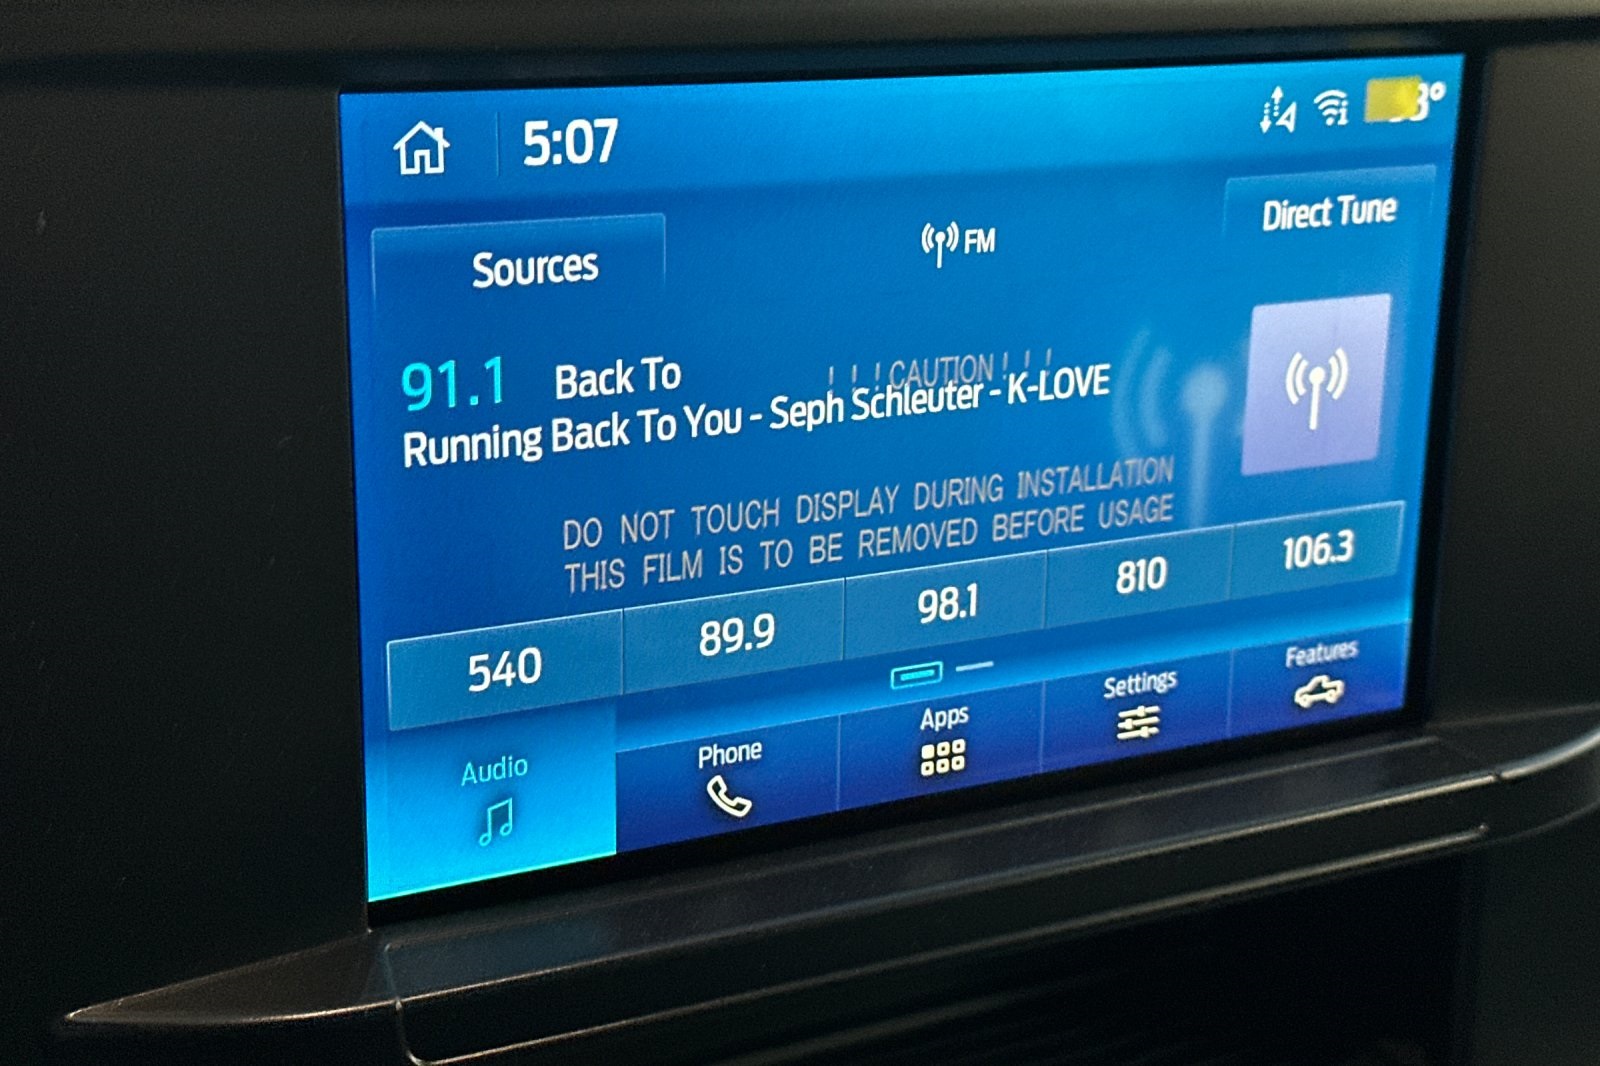 5:07
Sources
FM
Direct Tune
91.1 Back To
! ! ! CAUTION ! ! !
Running Back To You - Seph Schleuter - K-LOVE
DO NOT TOUCH DISPLAY DURING INSTALLATION
THIS FILM IS TO BE REMOVED BEFORE USAGE
540 89.9 98.1 810 106.3
Audio Phone Apps Settings Features